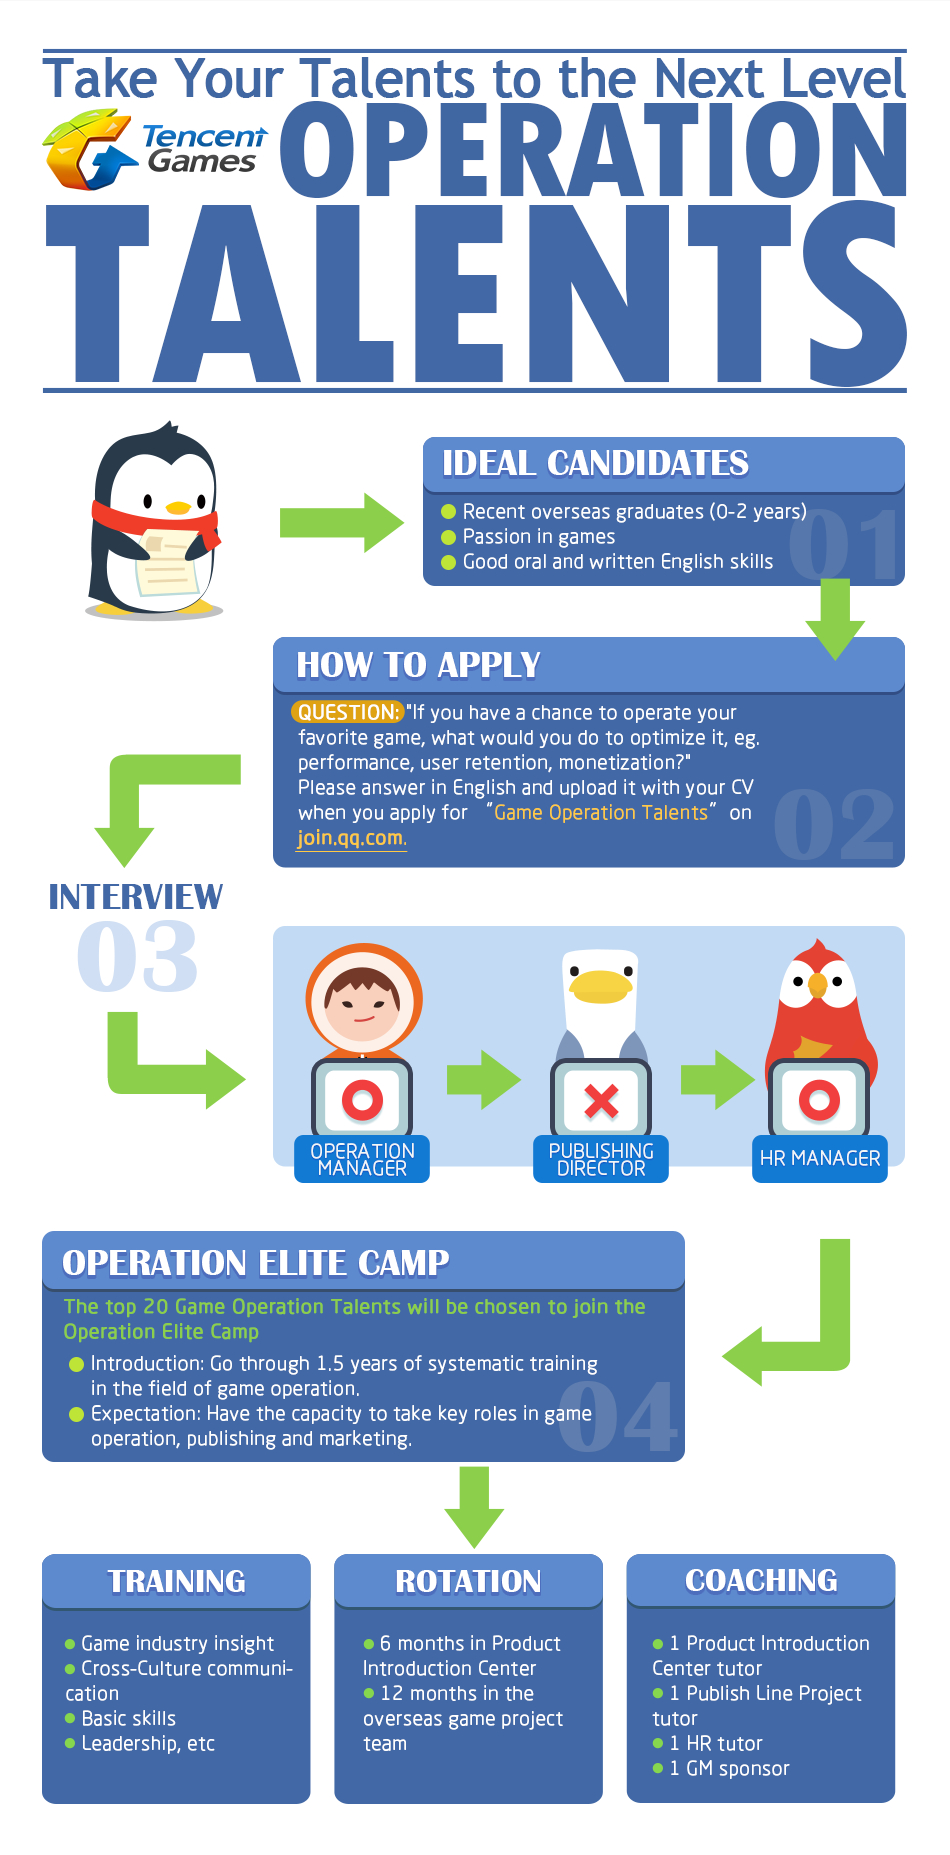 Take Your Talents to the Next Level
Tencent
Games
OPERATION
TALENTS
IDEAL CANDIDATES
Recent overseas graduates (0-2 years)
Passion in games
Good oral and written English skills
01
HOW TO APPLY
QUESTION: "If you have a chance to operate your
favorite game, what would you do to optimize it, eg.
performance, user retention, monetization?"
Please answer in English and upload it with your CV
when you apply for "Game Operation Talents" on
join.qq.com.
02
INTERVIEW
03
OPERATION
MANAGER
PUBLISHING
DIRECTOR
HR MANAGER
OPERATION ELITE CAMP
The top 20 Game Operation Talents will be chosen to join the
Operation Elite Camp
Introduction: Go through 1.5 years of systematic training
in the field of game operation.
Expectation: Have the capacity to take key roles in game
operation, publishing and marketing.
04
TRAINING
Game industry insight
Cross-Culture communi-
cation
Basic skills
Leadership, etc
ROTATION
6 months in Product
Introduction Center
12 months in the
overseas game project
team
COACHING
1 Product Introduction
Center tutor
1 Publish Line Project
tutor
1 HR tutor
1 GM sponsor